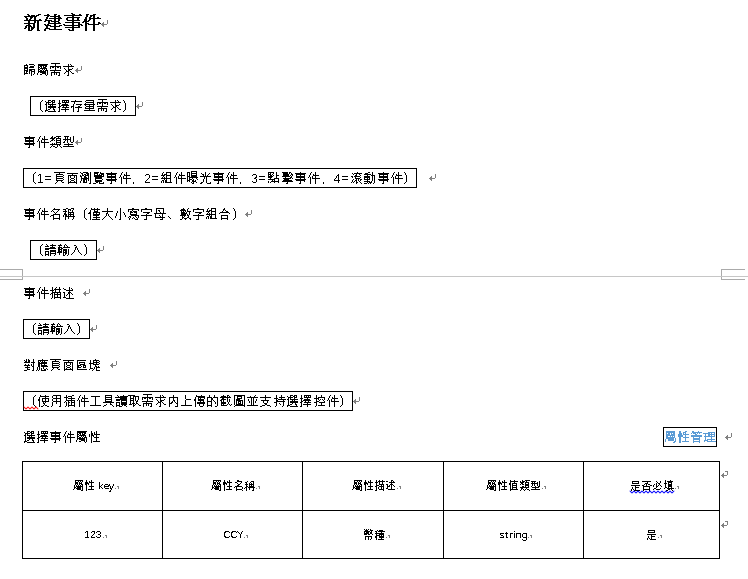 新建事件
歸屬需求
（選擇存量需求）
事件類型
（1=頁面瀏覽事件，2=組件曝光事件，3=點擊事件，4=滾動事件）
事件名稱（僅大小寫字母、數字組合）
（請輸入）
事件描述
（請輸入）
對應頁面區塊
（使用插件工具讀取需求內上傳的截圖並支持選擇控件）
選擇事件屬性 屬性管理
屬性 key 屬性名稱 屬性描述 屬性值類型 是否必填
123 CCY 幣種 string 是